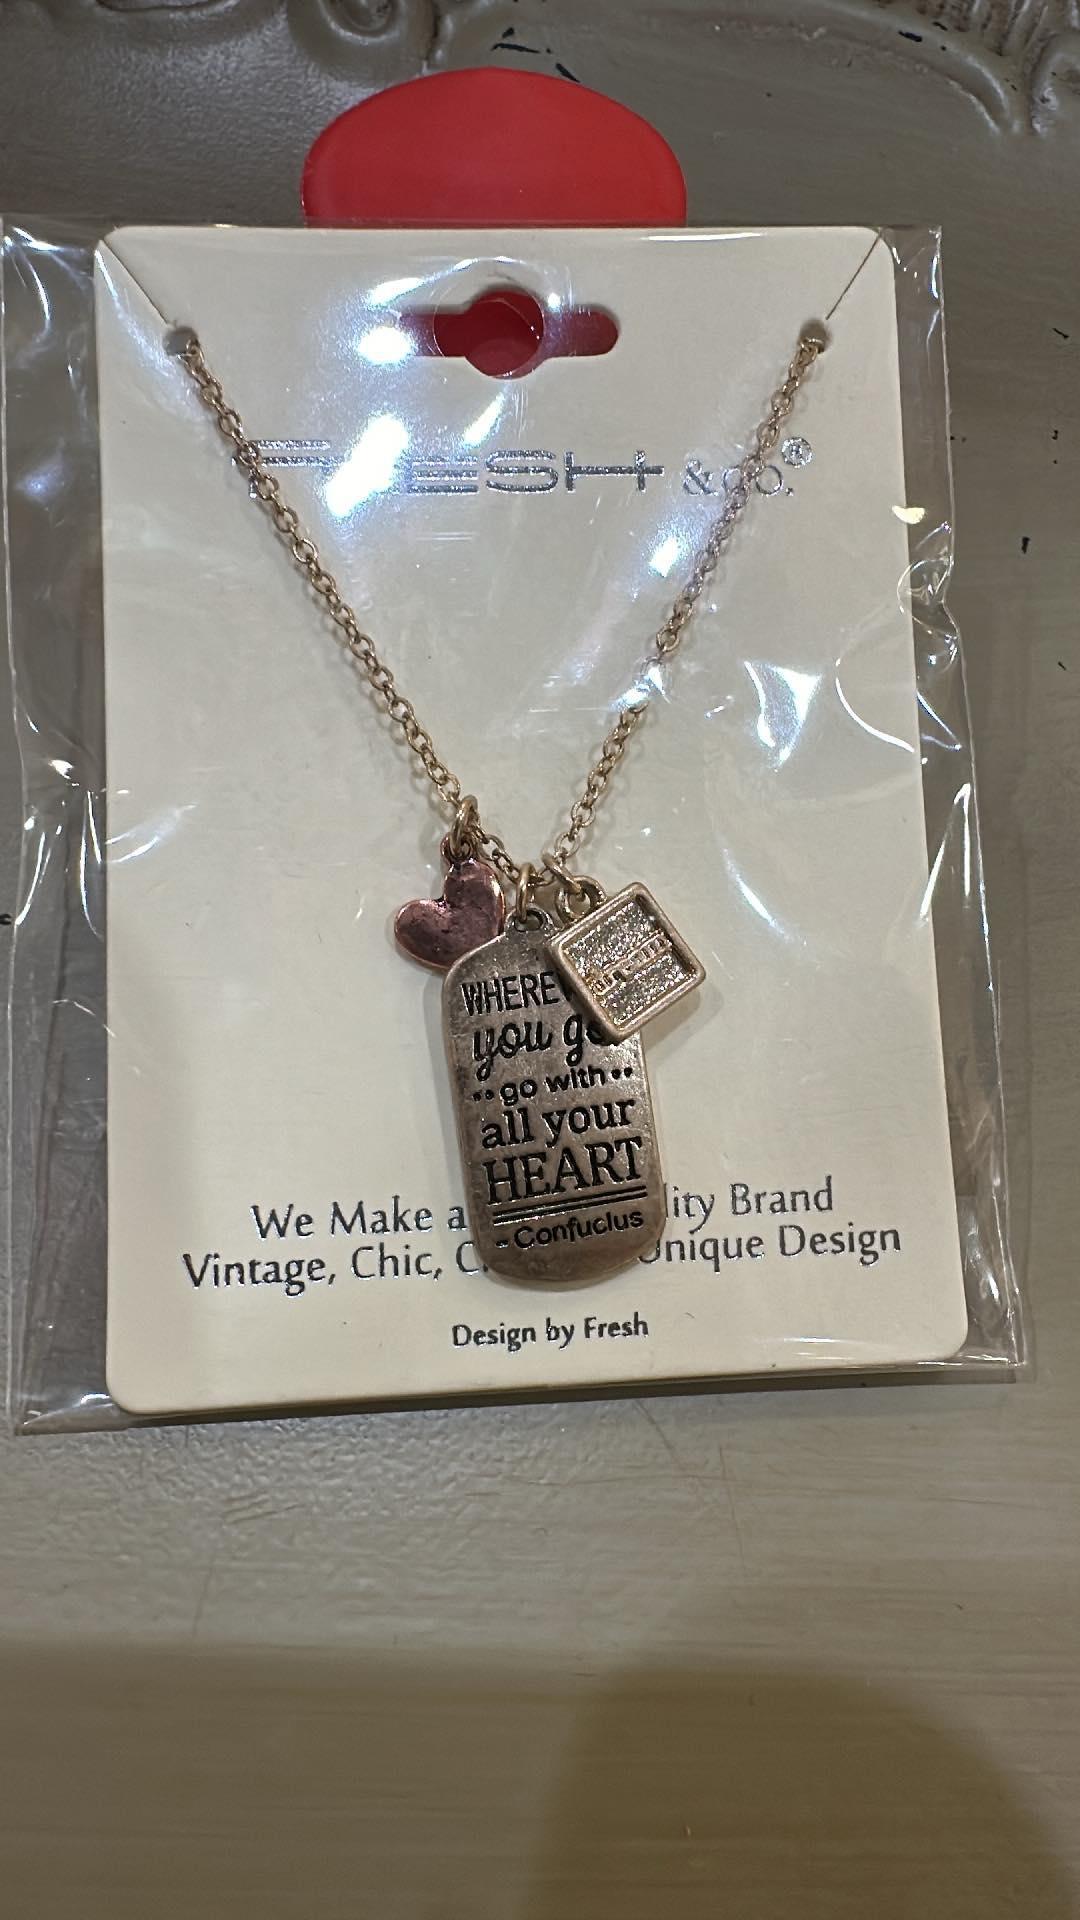 FRESH &CO.®
dream
WHERE
you go
go with
all your
HEART
- Confucius
We Make a lity Brand
Vintage, Chic, C Unique Design
Design by Fresh